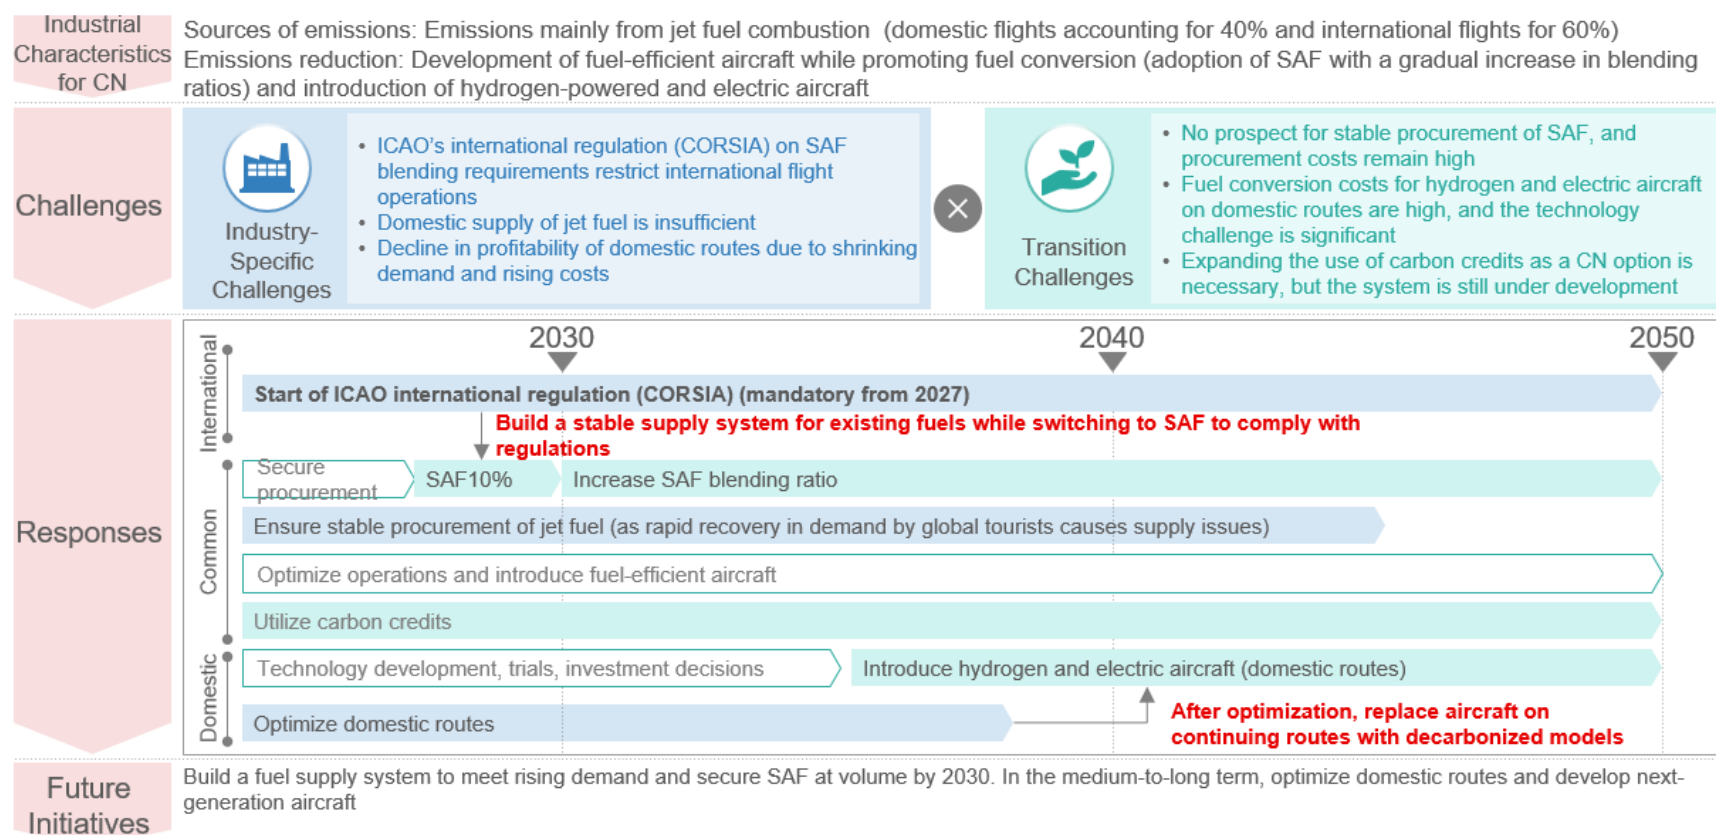 Industrial
Characteristics
for CN
Sources of emissions: Emissions mainly from jet fuel combustion (domestic flights accounting for 40% and international flights for 60%)
Emissions reduction: Development of fuel-efficient aircraft while promoting fuel conversion (adoption of SAF with a gradual increase in blending
ratios) and introduction of hydrogen-powered and electric aircraft
Challenges
Industry-
Specific
Challenges
• ICAO's international regulation (CORSIA) on SAF
blending requirements restrict international flight
operations
• Domestic supply of jet fuel is insufficient
• Decline in profitability of domestic routes due to shrinking
demand and rising costs
Transition
Challenges
• No prospect for stable procurement of SAF, and
procurement costs remain high
• Fuel conversion costs for hydrogen and electric aircraft
on domestic routes are high, and the technology
challenge is significant
• Expanding the use of carbon credits as a CN option is
necessary, but the system is still under development
Responses
2030
2040
2050
International
Start of ICAO international regulation (CORSIA) (mandatory from 2027)
Build a stable supply system for existing fuels while switching to SAF to comply with
regulations
Common
Secure
procurement
SAF10%
Increase SAF blending ratio
Ensure stable procurement of jet fuel (as rapid recovery in demand by global tourists causes supply issues)
Optimize operations and introduce fuel-efficient aircraft
Utilize carbon credits
Domestic
Technology development, trials, investment decisions
Introduce hydrogen and electric aircraft (domestic routes)
Optimize domestic routes
After optimization, replace aircraft on
continuing routes with decarbonized models
Future
Initiatives
Build a fuel supply system to meet rising demand and secure SAF at volume by 2030. In the medium-to-long term, optimize domestic routes and develop next-
generation aircraft